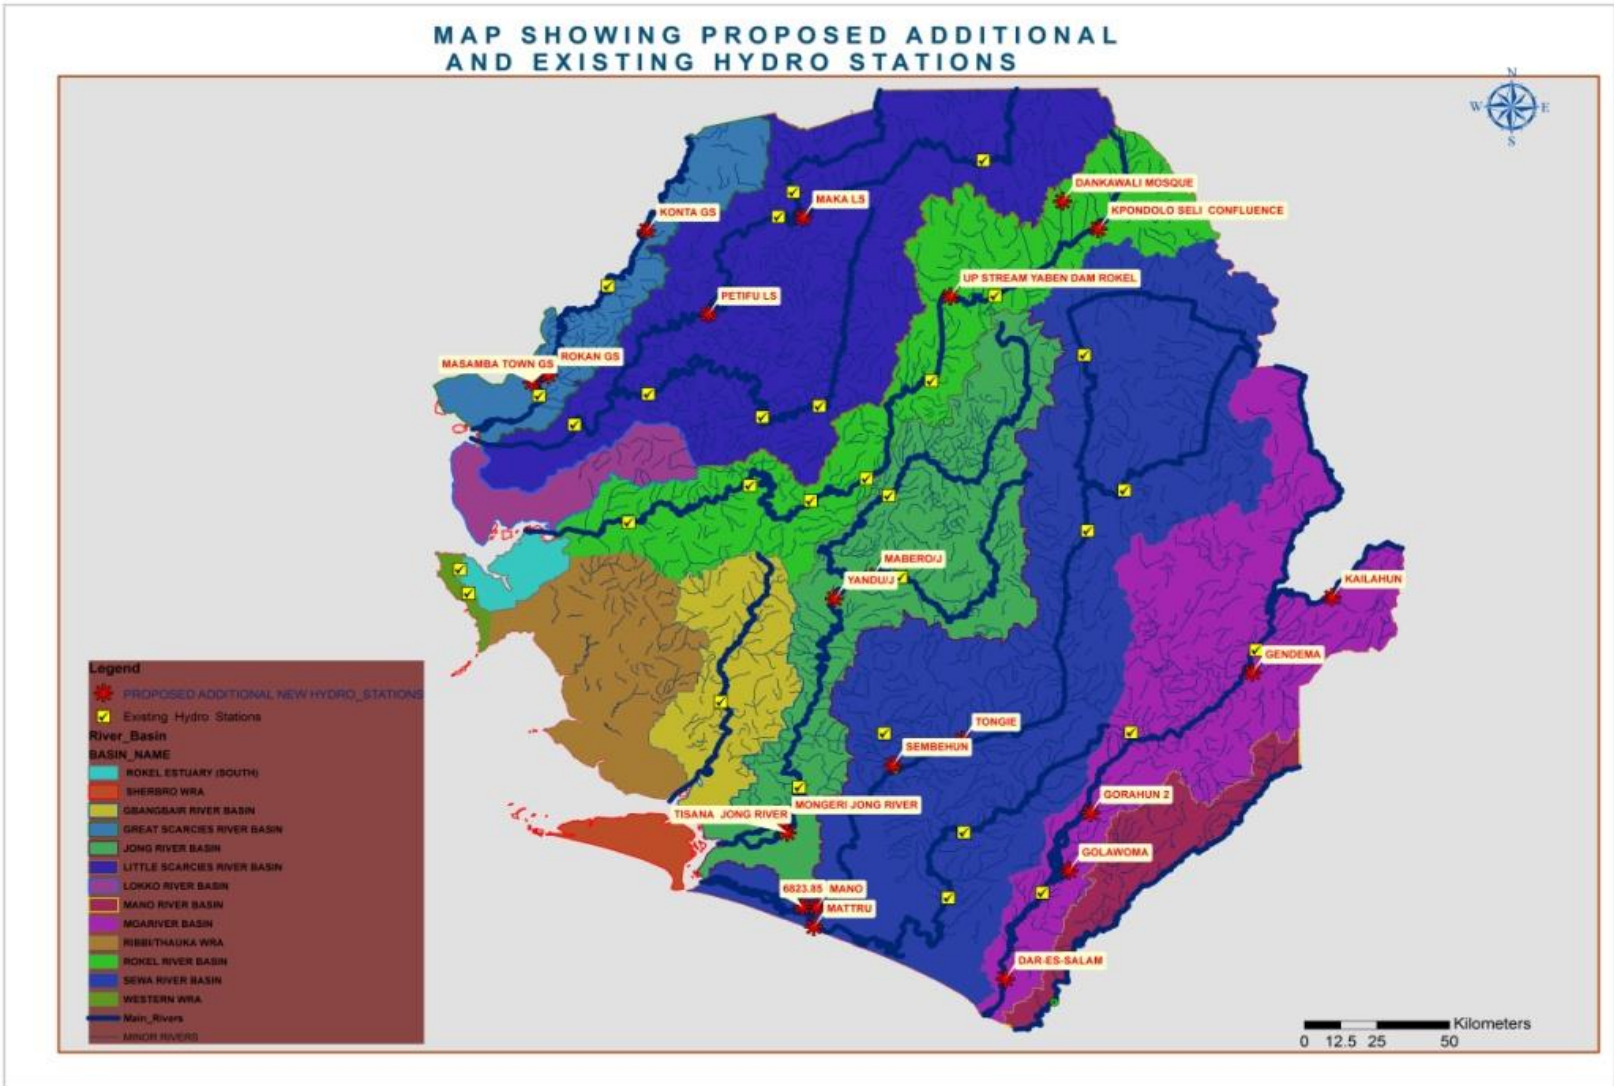 MAP SHOWING PROPOSED ADDITIONAL
AND EXISTING HYDRO STATIONS
N
W E
S
DANKAWALI MOSQUE
MAKA LS
KONTA GS
KPONDOLO SELI CONFLUENCE
UP STREAM YABEN DAM ROKEL
PETIFU LS
ROKAN GS
MASAMBA TOWN GS
MABERO/J
YANDU/J
KAILAHUN
GENDEMA
TONGIE
SEMBEHUN
GORAHUN 2
MONGERI JONG RIVER
TISANA JONG RIVER
GOLAWOMA
6823.85 MANO
MATTRU
DAR-ES-SALAM
Legend
PROPOSED ADDITIONAL NEW HYDRO_STATIONS
Existing Hydro Stations
River_Basin
BASIN_NAME
ROKEL ESTUARY (SOUTH)
SHERBRO WRA
GBANGBAIR RIVER BASIN
GREAT SCARCIES RIVER BASIN
JONG RIVER BASIN
LITTLE SCARCIES RIVER BASIN
LOKKO RIVER BASIN
MANO RIVER BASIN
MOARIVER BASIN
RIBBI/THAUKA WRA
ROKEL RIVER BASIN
SEWA RIVER BASIN
WESTERN WRA
Main_Rivers
MINOR RIVERS
Kilometers
0 12.5 25 50